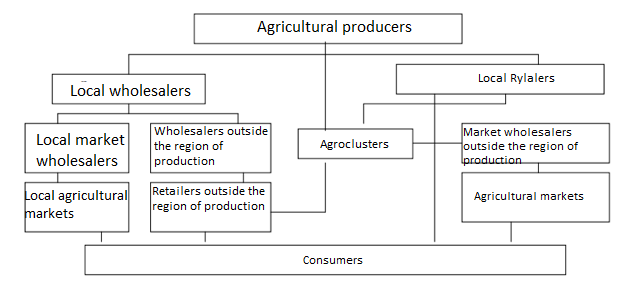 Agricultural producers
Local Rylalers
Local wholesalers
Local market
wholesalers
Wholesalers outside
the region of
production
Agroclusters
Market wholesalers
outside the region of
production
Local agricultural
markets
Retailers outside the
region of production
Agricultural markets
Consumers